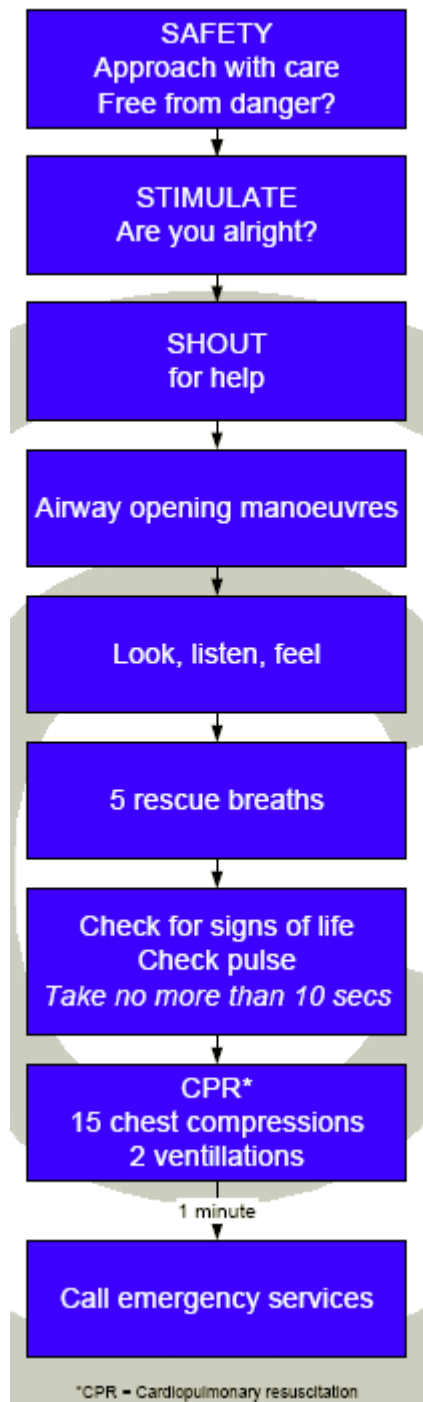 SAFETY
Approach with care
Free from danger?
STIMULATE
Are you alright?
SHOUT
for help
Airway opening manoeuvres
Look, listen, feel
5 rescue breaths
Check for signs of life
Check pulse
Take no more than 10 secs
CPR*
15 chest compressions
2 ventillations
1 minute
Call emergency services
*CPR = Cardiopulmonary resuscitation